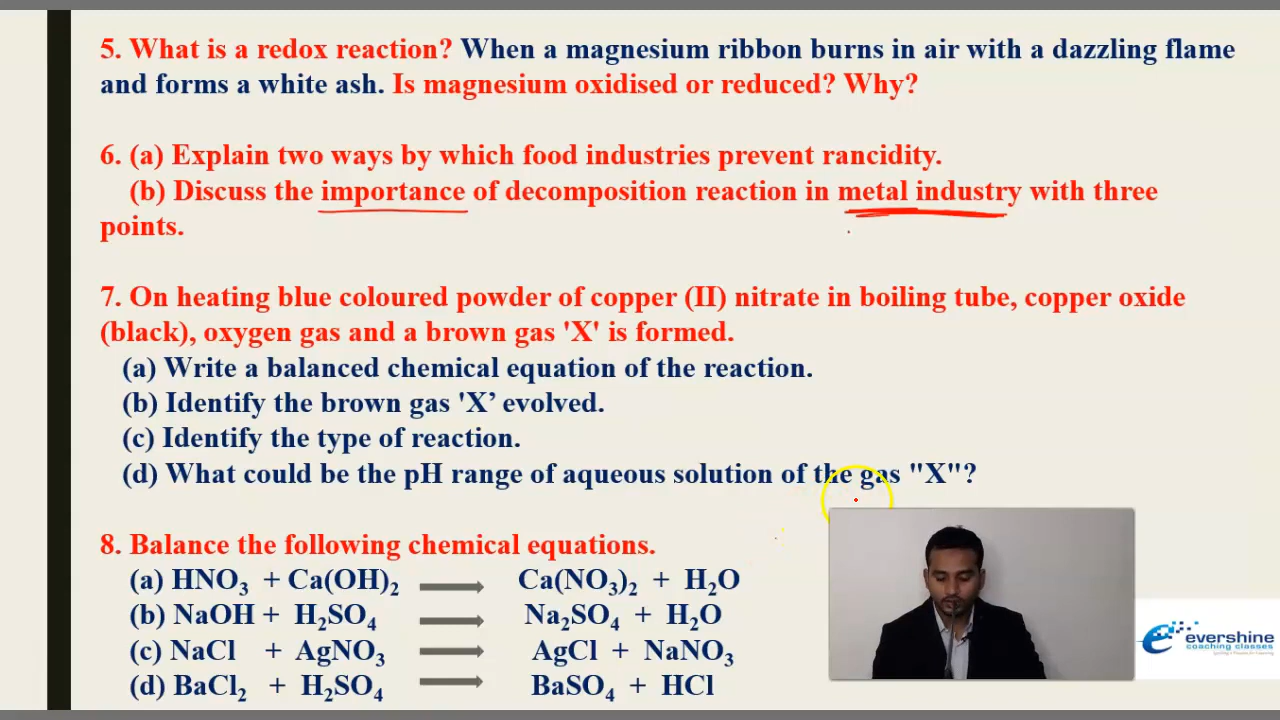 5. What is a redox reaction? When a magnesium ribbon burns in air with a dazzling flame
and forms a white ash. Is magnesium oxidised or reduced? Why?
6. (a) Explain two ways by which food industries prevent rancidity.
(b) Discuss the importance of decomposition reaction in metal industry with three
points.
7. On heating blue coloured powder of copper (II) nitrate in boiling tube, copper oxide
(black), oxygen gas and a brown gas 'X' is formed.
(a) Write a balanced chemical equation of the reaction.
(b) Identify the brown gas 'X’ evolved.
(c) Identify the type of reaction.
(d) What could be the pH range of aqueous solution of the gas "X"?
8. Balance the following chemical equations.
(a) HNO₃ + Ca(OH)₂ ⟶ Ca(NO₃)₂ + H₂O
(b) NaOH + H₂SO₄ ⟶ Na₂SO₄ + H₂O
(c) NaCl + AgNO₃ ⟶ AgCl + NaNO₃
(d) BaCl₂ + H₂SO₄ ⟶ BaSO₄ + HCl
evershine
coaching classes